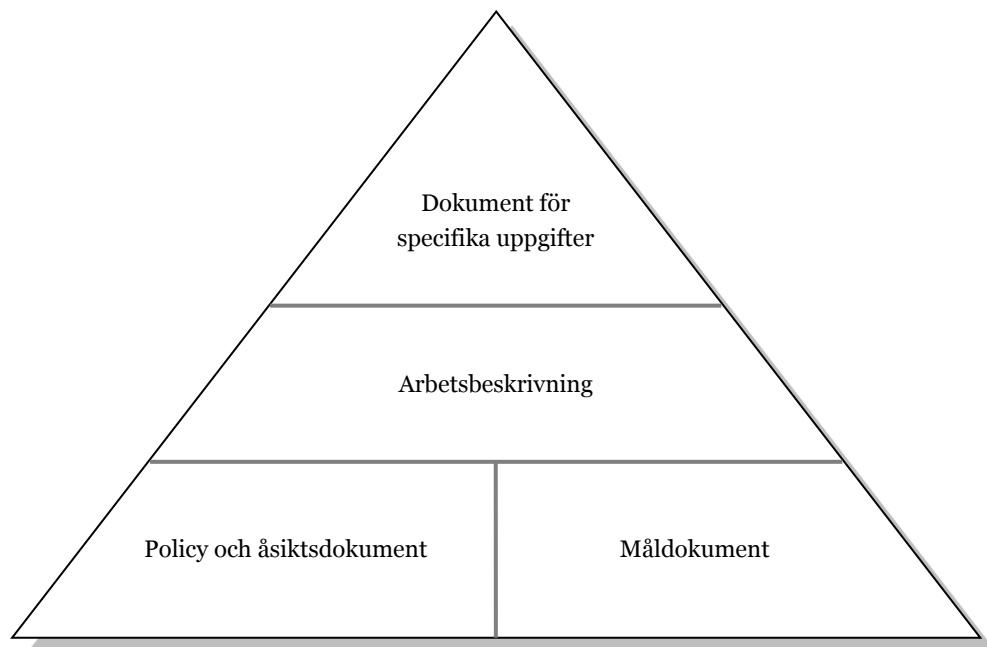 Dokument för
specifika uppgifter
Arbetsbeskrivning
Policy och åsiktsdokument
Måldokument